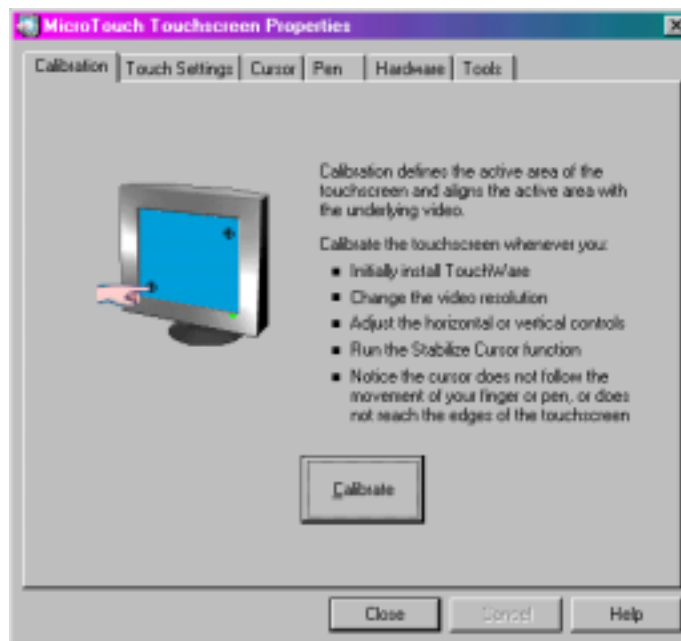 MicroTouch Touchscreen Properties
Calibration Touch Settings Cursor Pen Hardware Tools
Calibration defines the active area of the
touchscreen and aligns the active area with
the underlying video.
Calibrate the touchscreen whenever you:
■ Initially install TouchWare
■ Change the video resolution
■ Adjust the horizontal or vertical controls
■ Run the Stabilize Cursor function
■ Notice the cursor does not follow the
movement of your finger or pen, or does
not reach the edges of the touchscreen
Calibrate
Close Cancel Help